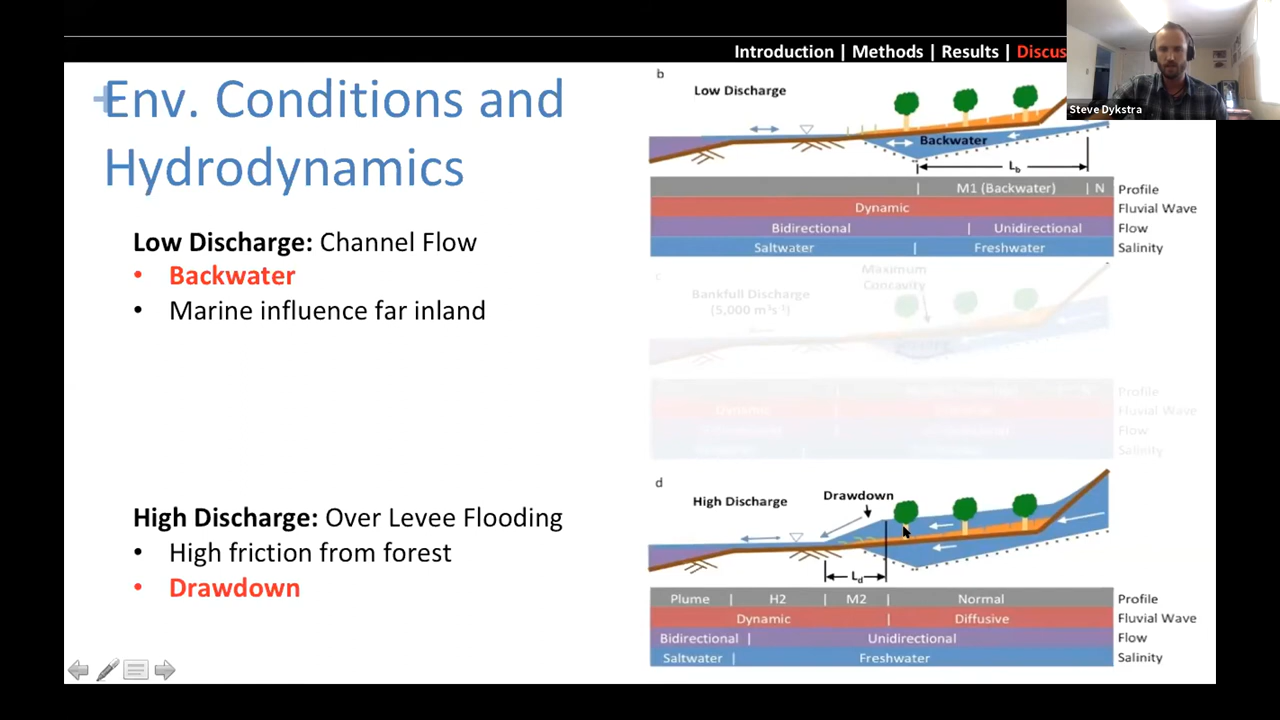 Introduction | Methods | Results | Discus
Steve Dykstra
Env. Conditions and
Hydrodynamics
Low Discharge: Channel Flow
• Backwater
• Marine influence far inland
High Discharge: Over Levee Flooding
• High friction from forest
• Drawdown
b
Low Discharge
Backwater
Lb
M1 (Backwater) | N Profile
Dynamic Fluvial Wave
Bidirectional | Unidirectional Flow
Saltwater | Freshwater Salinity
c
Maximum
Concavity
Bankfull Discharge
(5,000 m³s⁻¹)
Profile
Dynamic Fluvial Wave
Flow
Salinity
d
High Discharge
Drawdown
Ld
Plume | H2 | M2 | Normal Profile
Dynamic | Diffusive Fluvial Wave
Bidirectional | Unidirectional Flow
Saltwater | Freshwater Salinity